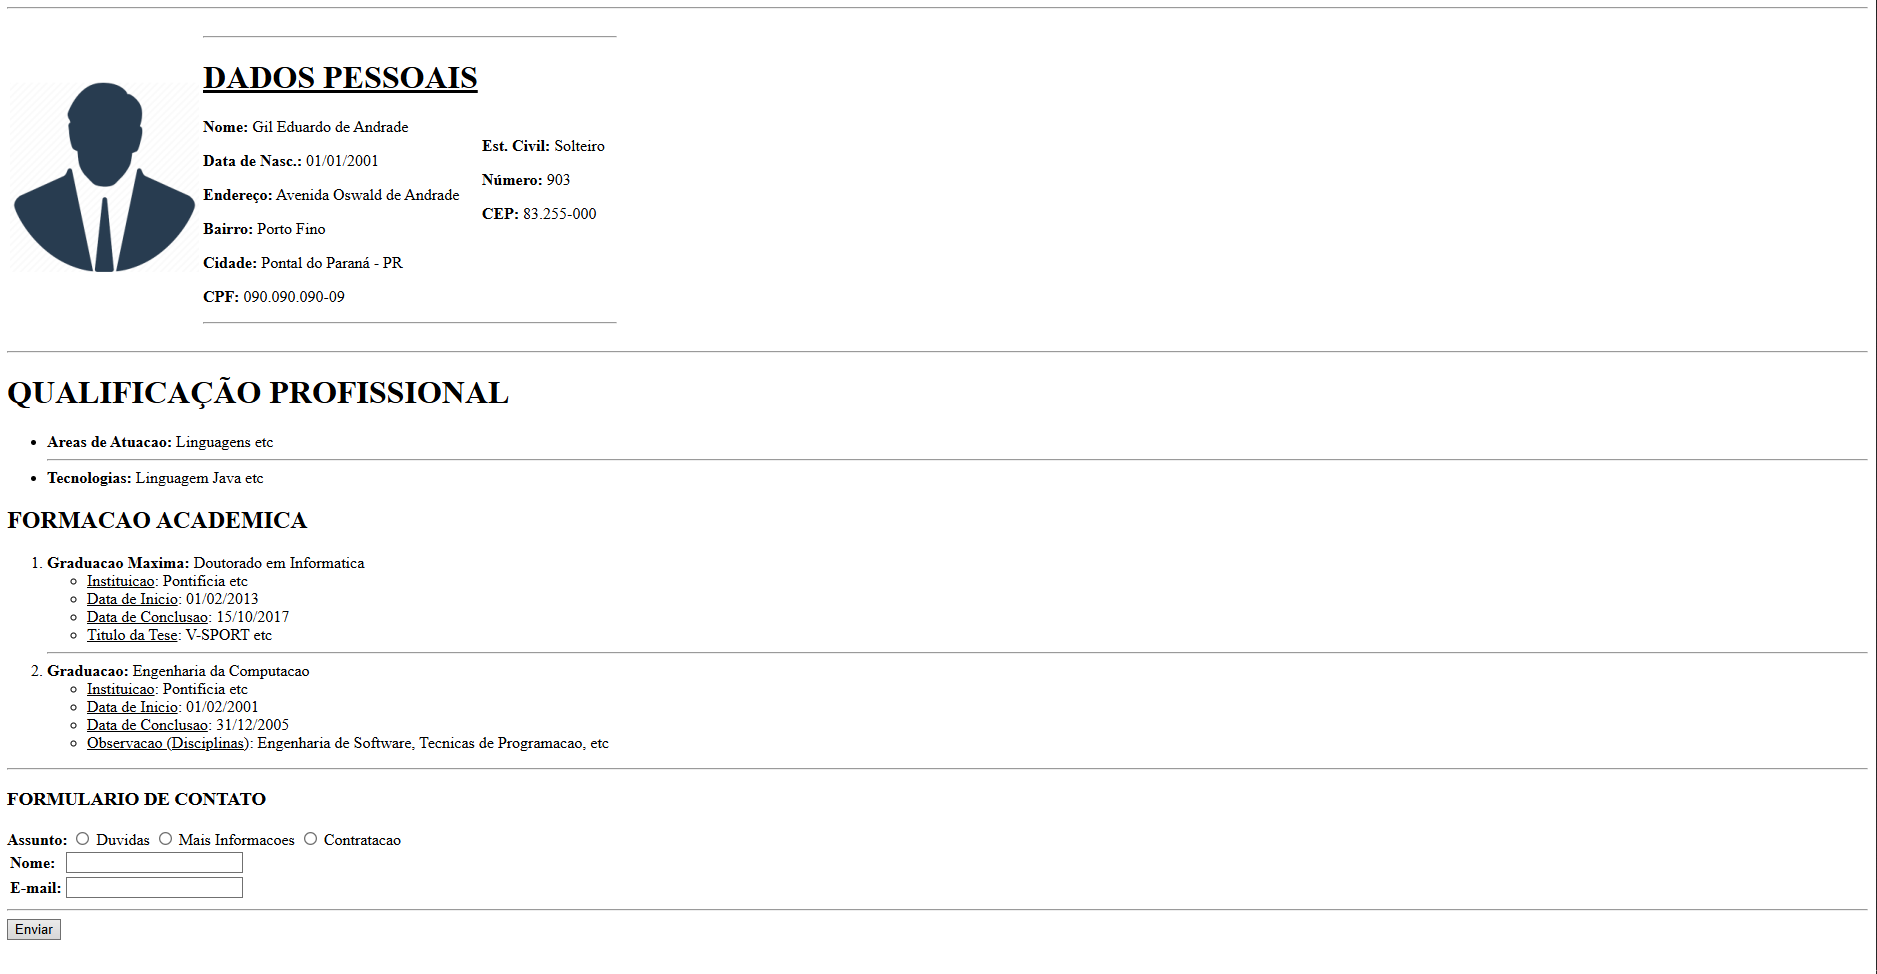 DADOS PESSOAIS
Nome: Gil Eduardo de Andrade
Data de Nasc.: 01/01/2001
Endereço: Avenida Oswald de Andrade
Bairro: Porto Fino
Cidade: Pontal do Paraná - PR
CPF: 090.090.090-09
Est. Civil: Solteiro
Número: 903
CEP: 83.255-000
QUALIFICAÇÃO PROFISSIONAL
• Areas de Atuacao: Linguagens etc
• Tecnologias: Linguagem Java etc
FORMACAO ACADEMICA
1. Graduacao Maxima: Doutorado em Informatica
◦ Instituicao: Pontificia etc
◦ Data de Inicio: 01/02/2013
◦ Data de Conclusao: 15/10/2017
◦ Titulo da Tese: V-SPORT etc
2. Graduacao: Engenharia da Computacao
◦ Instituicao: Pontificia etc
◦ Data de Inicio: 01/02/2001
◦ Data de Conclusao: 31/12/2005
◦ Observacao (Disciplinas): Engenharia de Software, Tecnicas de Programacao, etc
FORMULARIO DE CONTATO
Assunto: Duvidas Mais Informacoes Contratacao
Nome:
E-mail:
Enviar